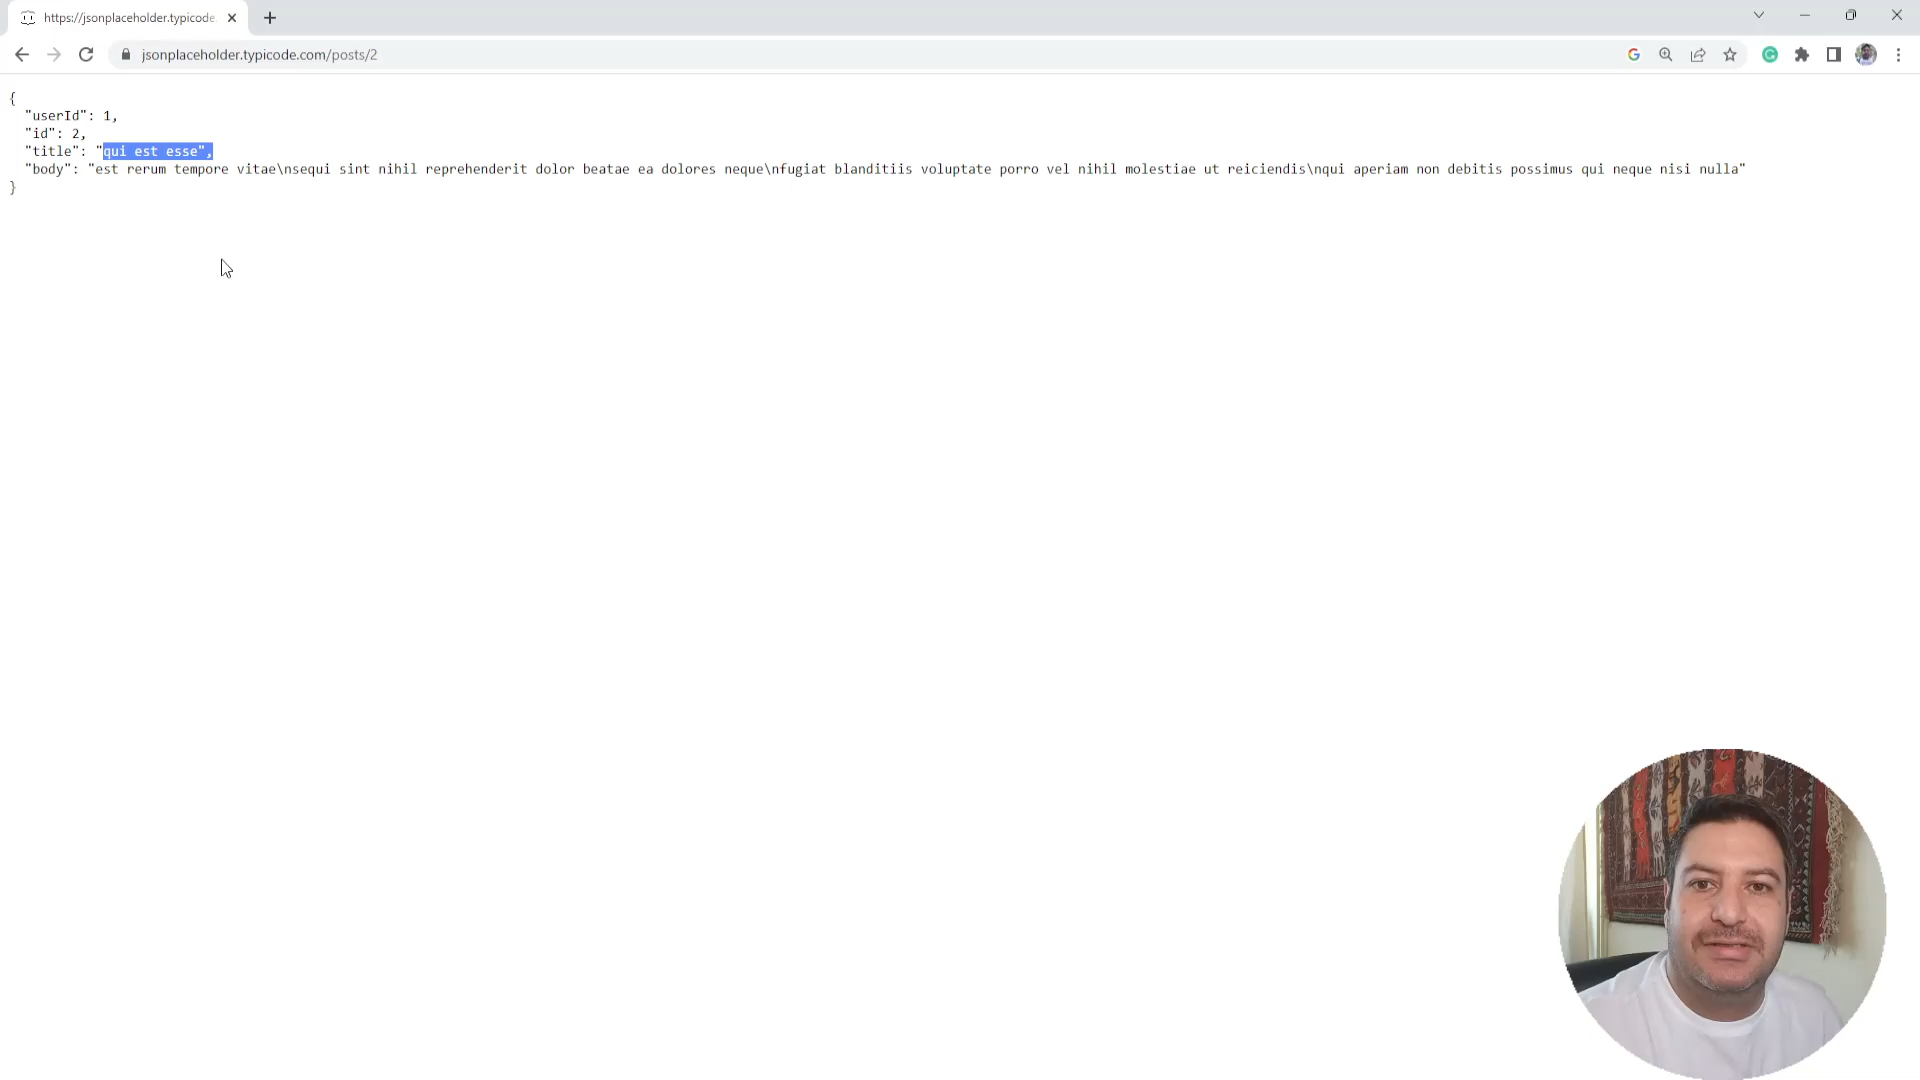 https://jsonplaceholder.typicode.
jsonplaceholder.typicode.com/posts/2
{
"userId": 1,
"id": 2,
"title": "qui est esse",
"body": "est rerum tempore vitae\nsequi sint nihil reprehenderit dolor beatae ea dolores neque\nfugiat blanditiis voluptate porro vel nihil molestiae ut reiciendis\nqui aperiam non debitis possimus qui neque nisi nulla"
}